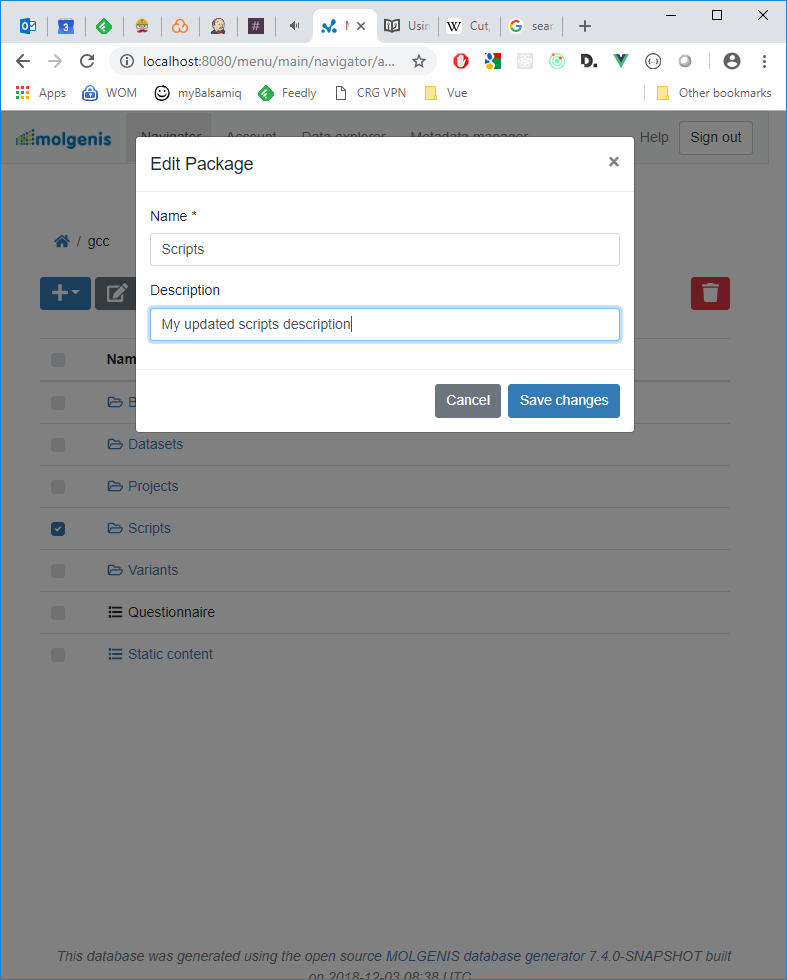 3
#
M
Usin
W
Cut,
G
sear
localhost:8080/menu/main/navigator/a...
D.
Apps
WOM
myBalsamiq
Feedly
CRG VPN
Vue
Other bookmarks
molgenis
Navigator
Account
Data explorer
Metadata manager
Help
Sign out
Edit Package
×
Name *
Scripts
Description
My updated scripts description
Cancel
Save changes
/ gcc
Nam
B
Datasets
Projects
Scripts
Variants
Questionnaire
Static content
This database was generated using the open source MOLGENIS database generator 7.4.0-SNAPSHOT built
on 2018-12-03 08:38 UTC